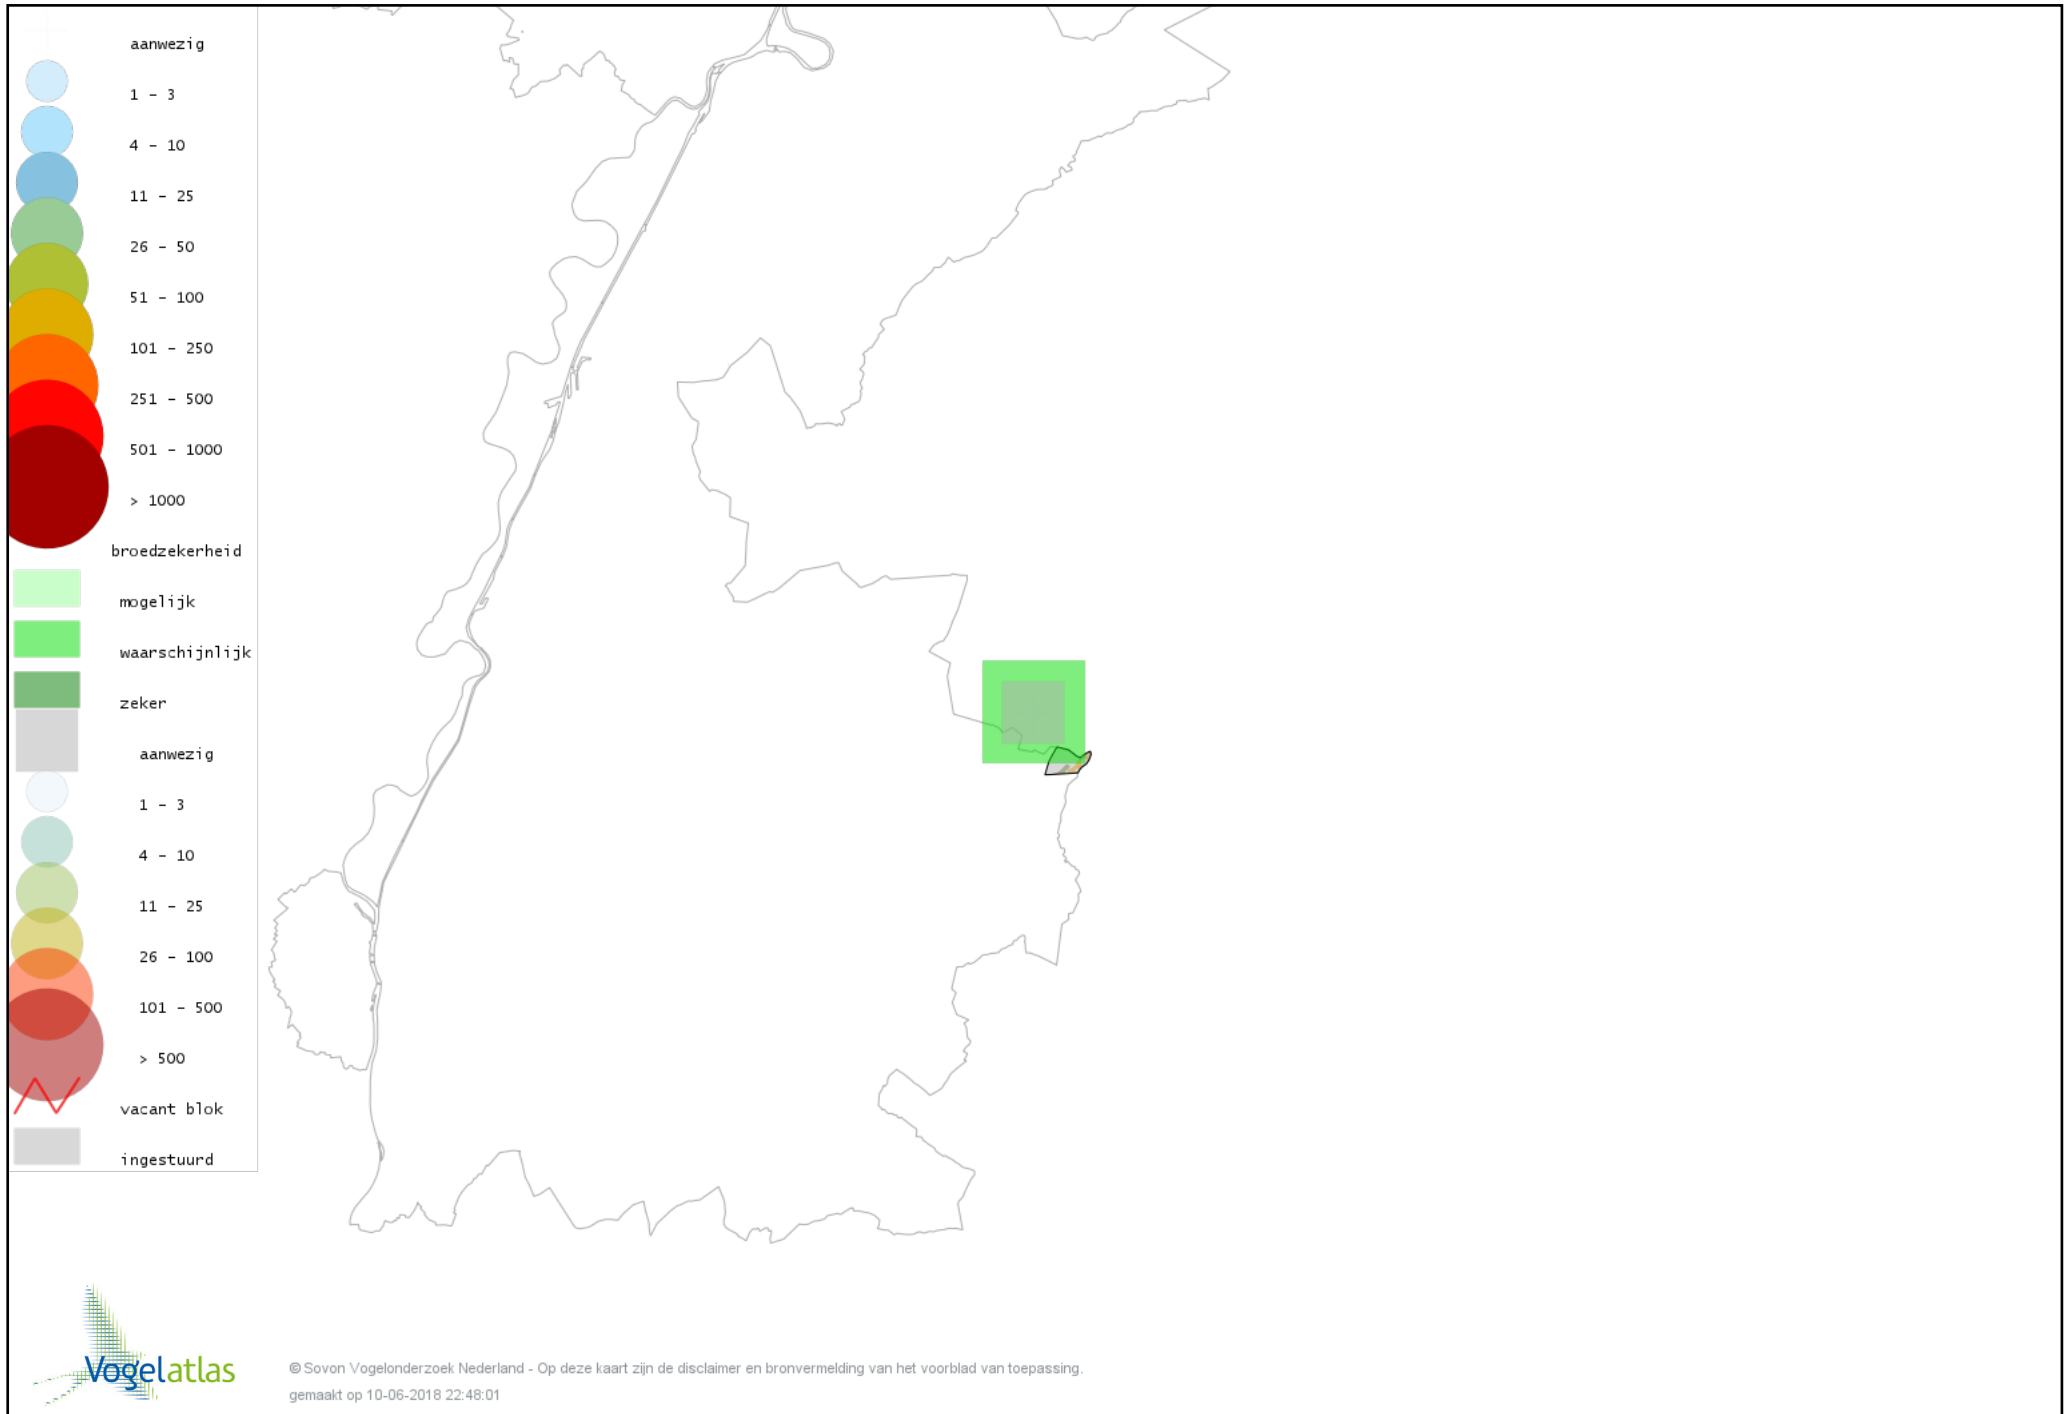 aanwezig
1 - 3
4 - 10
11 - 25
26 - 50
51 - 100
101 - 250
251 - 500
501 - 1000
> 1000
broedzekerheid
mogelijk
waarschijnlijk
zeker
aanwezig
1 - 3
4 - 10
11 - 25
26 - 100
101 - 500
> 500
vacant blok
ingestuurd
Vogelatlas
© Sovon Vogelonderzoek Nederland - Op deze kaart zijn de disclaimer en bronvermelding van het voorblad van toepassing.
gemaakt op 10-06-2018 22:48:01